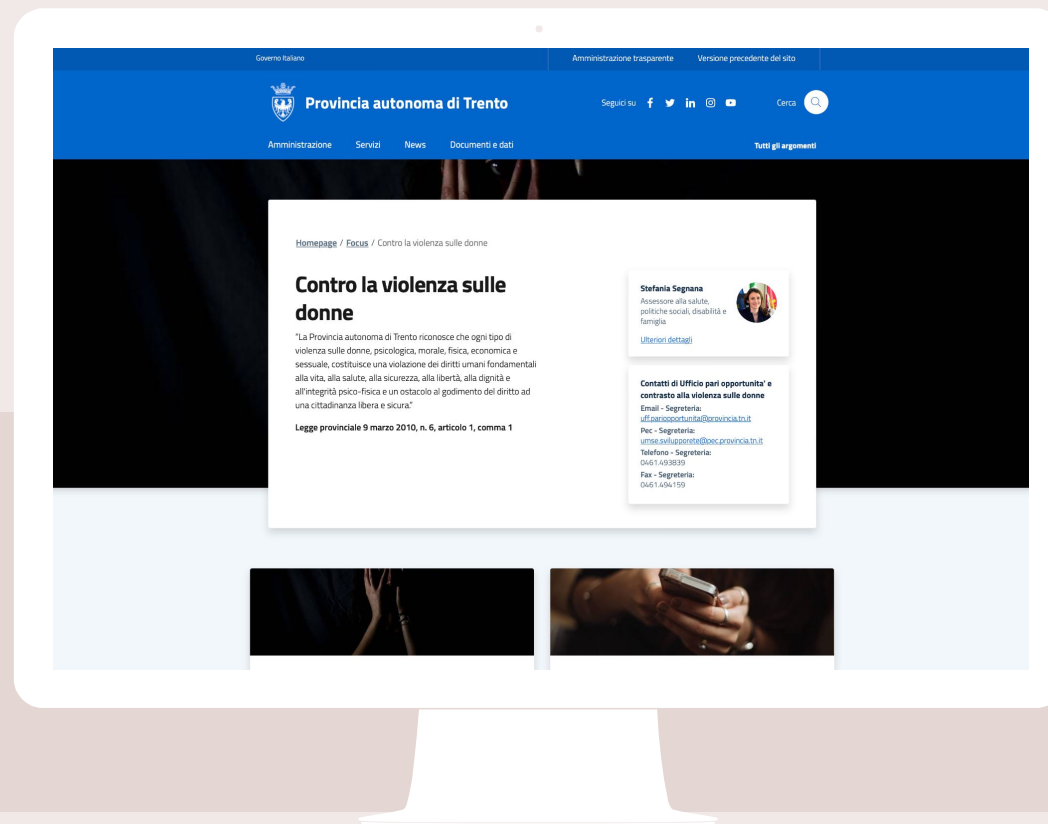 Governo Italiano
Amministrazione trasparente
Versione precedente del sito
Provincia autonoma di Trento
Seguici su
Cerca
Amministrazione
Servizi
News
Documenti e dati
Tutti gli argomenti
Homepage / Focus / Contro la violenza sulle donne
Contro la violenza sulle
donne
"La Provincia autonoma di Trento riconosce che ogni tipo di
violenza sulle donne, psicologica, morale, fisica, economica e
sessuale, costituisce una violazione dei diritti umani fondamentali
alla vita, alla salute, alla sicurezza, alla libertà, alla dignità e
all'integrità psico-fisica e un ostacolo al godimento del diritto ad
una cittadinanza libera e sicura."
Legge provinciale 9 marzo 2010, n. 6, articolo 1, comma 1
Stefania Segnana
Assessore alla salute,
politiche sociali, disabilità e
famiglia
Ulteriori dettagli
Contatti di Ufficio pari opportunita' e
contrasto alla violenza sulle donne
Email - Segreteria:
uff.pariopportunita@provincia.tn.it
Pec - Segreteria:
umse.svilupporete@pec.provincia.tn.it
Telefono - Segreteria:
0461.493839
Fax - Segreteria:
0461.494159